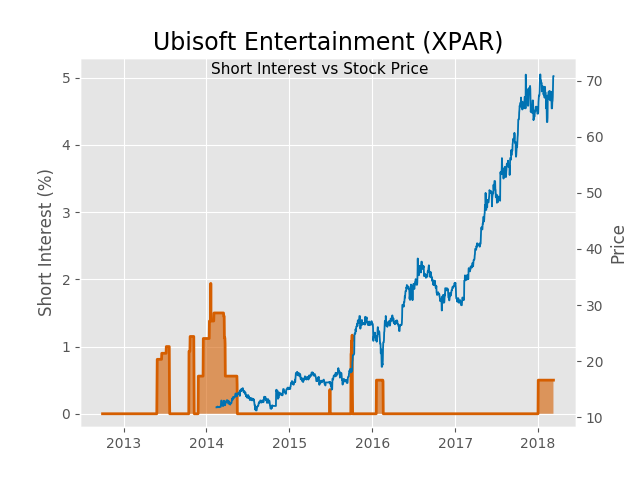 Ubisoft Entertainment (XPAR)
Short Interest vs Stock Price
Short Interest (%)
5
4
3
2
1
0
70
60
50
40
30
20
10
Price
2013 2014 2015 2016 2017 2018